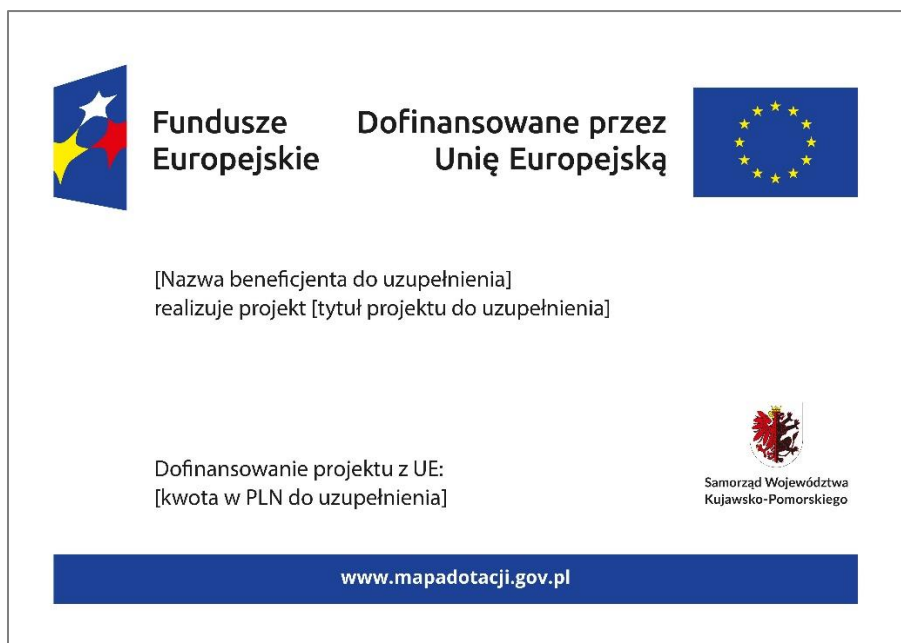 Fundusze
Europejskie
Dofinansowane przez
Unię Europejską
[Nazwa beneficjenta do uzupełnienia]
realizuje projekt [tytuł projektu do uzupełnienia]
Dofinansowanie projektu z UE:
[kwota w PLN do uzupełnienia]
Samorząd Województwa
Kujawsko-Pomorskiego
www.mapadotacji.gov.pl